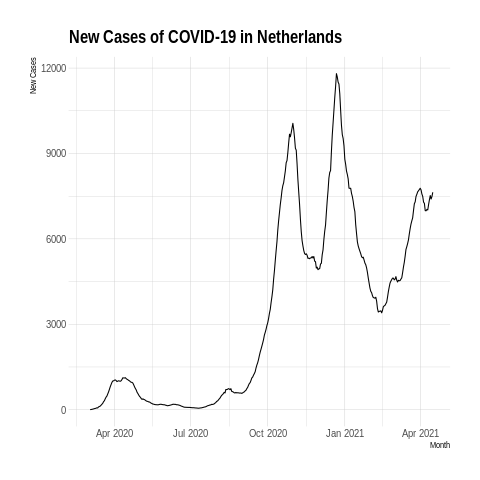 New Cases of COVID-19 in Netherlands
New Cases
12000
9000
6000
3000
0
Apr 2020 Jul 2020 Oct 2020 Jan 2021 Apr 2021
Month